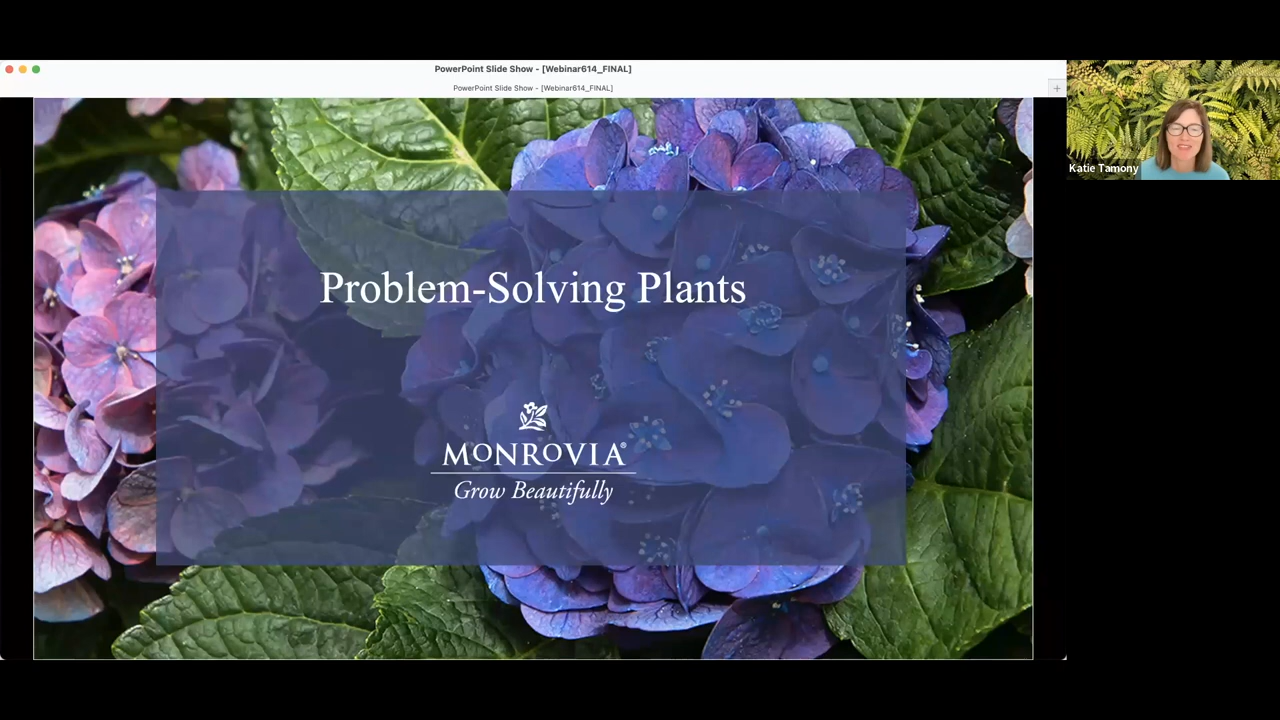 PowerPoint Slide Show - [Webinar614_FINAL]
PowerPoint Slide Show - [Webinar614_FINAL]
Katie Tamony
Problem-Solving Plants
MONROVIA®
Grow Beautifully